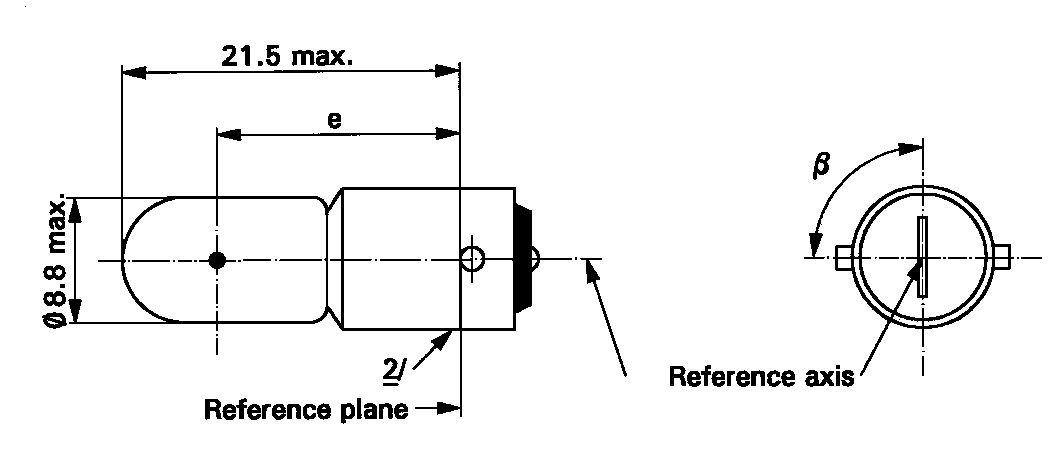 21.5 max.
e
β
Ø 8.8 max.
2/
Reference axis
Reference plane